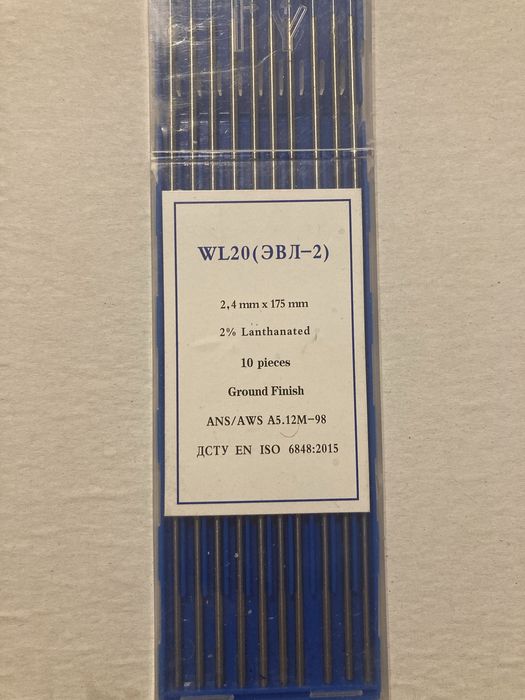 WL20(ЭВЛ-2)
2,4 mm x 175 mm
2% Lanthanated
10 pieces
Ground Finish
ANS/AWS A5.12M-98
ДСТУ EN ISO 6848:2015